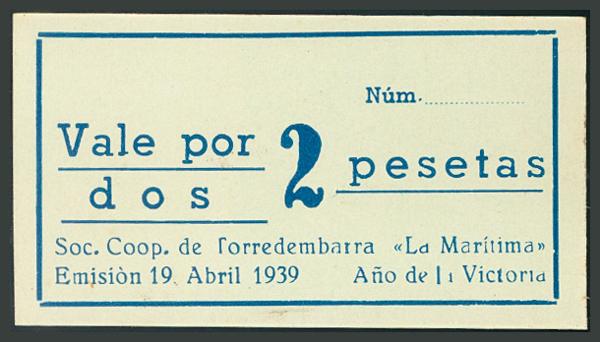 Núm.
Vale por
dos
2 pesetas
Soc. Coop. de Torredembarra «La Marítima»
Emisiòn 19 Abril 1939 Año de la Victoria